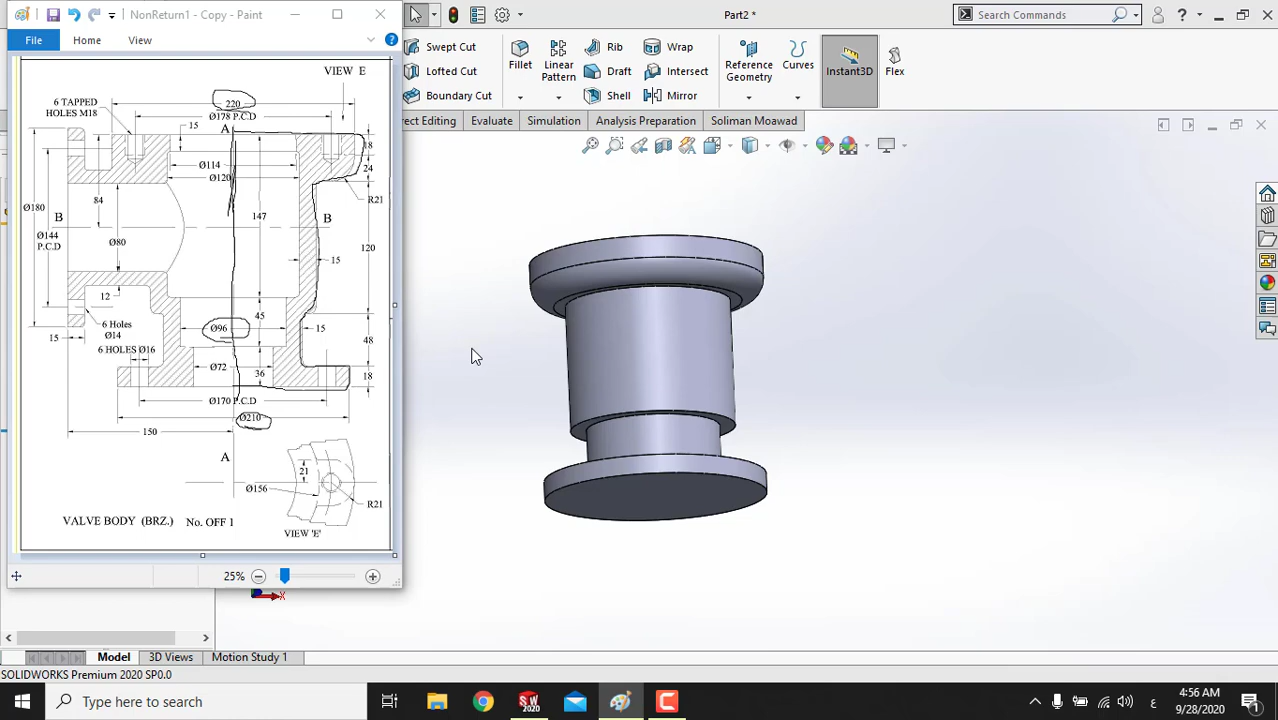 NonReturn1 - Copy - Paint
File
Home
View
VIEW E
220
6 TAPPED
HOLES M18
Ø178 P.C.D
15
A
18
Ø114
24
Ø120
R21
84
147
Ø180
B
B
Ø144
P.C.D
Ø80
120
15
12
45
6 Holes
Ø14
Ø96
15
48
15
6 HOLES Ø16
Ø72
36
18
Ø170 P.C.D
Ø210
150
A
21
Ø156
R21
VALVE BODY (BRZ.)
No. OFF 1
VIEW 'E'
25%
Part2 *
Search Commands
Swept Cut
Lofted Cut
Boundary Cut
Fillet
Linear
Pattern
Rib
Draft
Shell
Wrap
Intersect
Mirror
Reference
Geometry
Curves
Instant3D
Flex
ect Editing
Evaluate
Simulation
Analysis Preparation
Soliman Moawad
X
Model
3D Views
Motion Study 1
SOLIDWORKS Premium 2020 SP0.0
Type here to search
SW
2020
ع
4:56 AM
9/28/2020
1